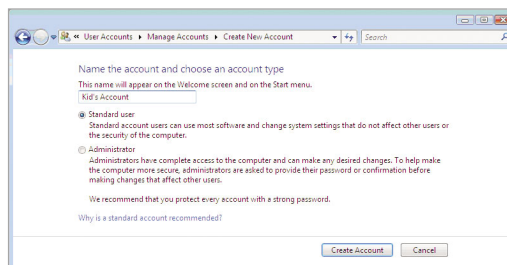 « User Accounts ▸ Manage Accounts ▸ Create New Account
Search
Name the account and choose an account type
This name will appear on the Welcome screen and on the Start menu.
Kid's Account
Standard user
Standard account users can use most software and change system settings that do not affect other users or
the security of the computer.
Administrator
Administrators have complete access to the computer and can make any desired changes. To help make
the computer more secure, administrators are asked to provide their password or confirmation before
making changes that affect other users.
We recommend that you protect every account with a strong password.
Why is a standard account recommended?
Create Account
Cancel